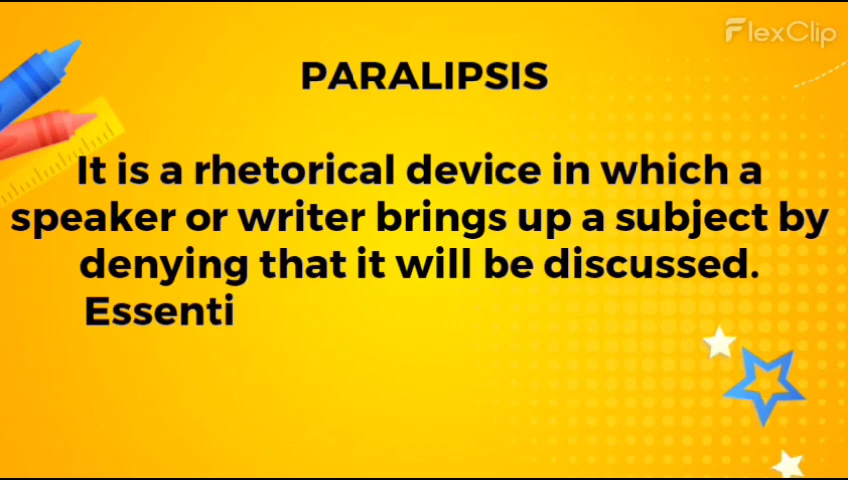 FlexClip
PARALIPSIS
It is a rhetorical device in which a
speaker or writer brings up a subject by
denying that it will be discussed.
Essenti